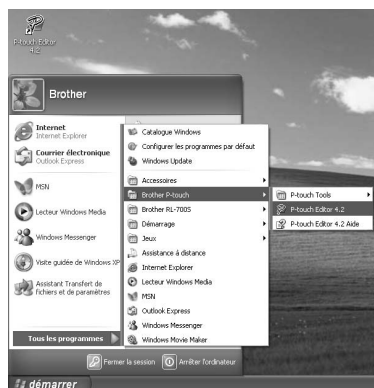 P-touch Editor
4.2
Brother
Internet
Internet Explorer
Courrier électronique
Outlook Express
MSN
Lecteur Windows Media
Windows Messenger
Visite guidée de Windows XP
Assistant Transfert de
fichiers et de paramètres
Tous les programmes
Catalogue Windows
Configurer les programmes par défaut
Windows Update
Accessoires
Brother P-touch
Brother RL-700S
Démarrage
Jeux
Assistance à distance
Internet Explorer
Lecteur Windows Media
MSN
Outlook Express
Windows Messenger
Windows Movie Maker
P-touch Tools
P-touch Editor 4.2
P-touch Editor 4.2 Aide
Fermer la session
Arrêter l'ordinateur
démarrer